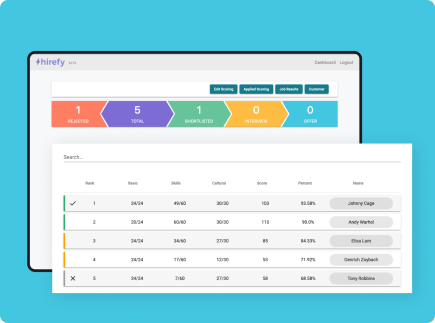 hirefy BETA
Dashboard Logout
Edit Scoring Applied Scoring Job Results Customer
1 5 1 0 0
REJECTED TOTAL SHORTLISTED INTERVIEW OFFER
Search...
Rank Basic Skills Cultural Score Percent Name
1 24/24 49/60 30/30 103 93.58% Johnny Cage
2 20/24 60/60 30/30 110 98.0% Andy Warhol
3 24/24 34/60 27/30 85 84.33% Elisa Lam
4 24/24 17/60 12/30 53 71.92%
5 24/24 7/60 27/30 58 68.58% Tony Robbins